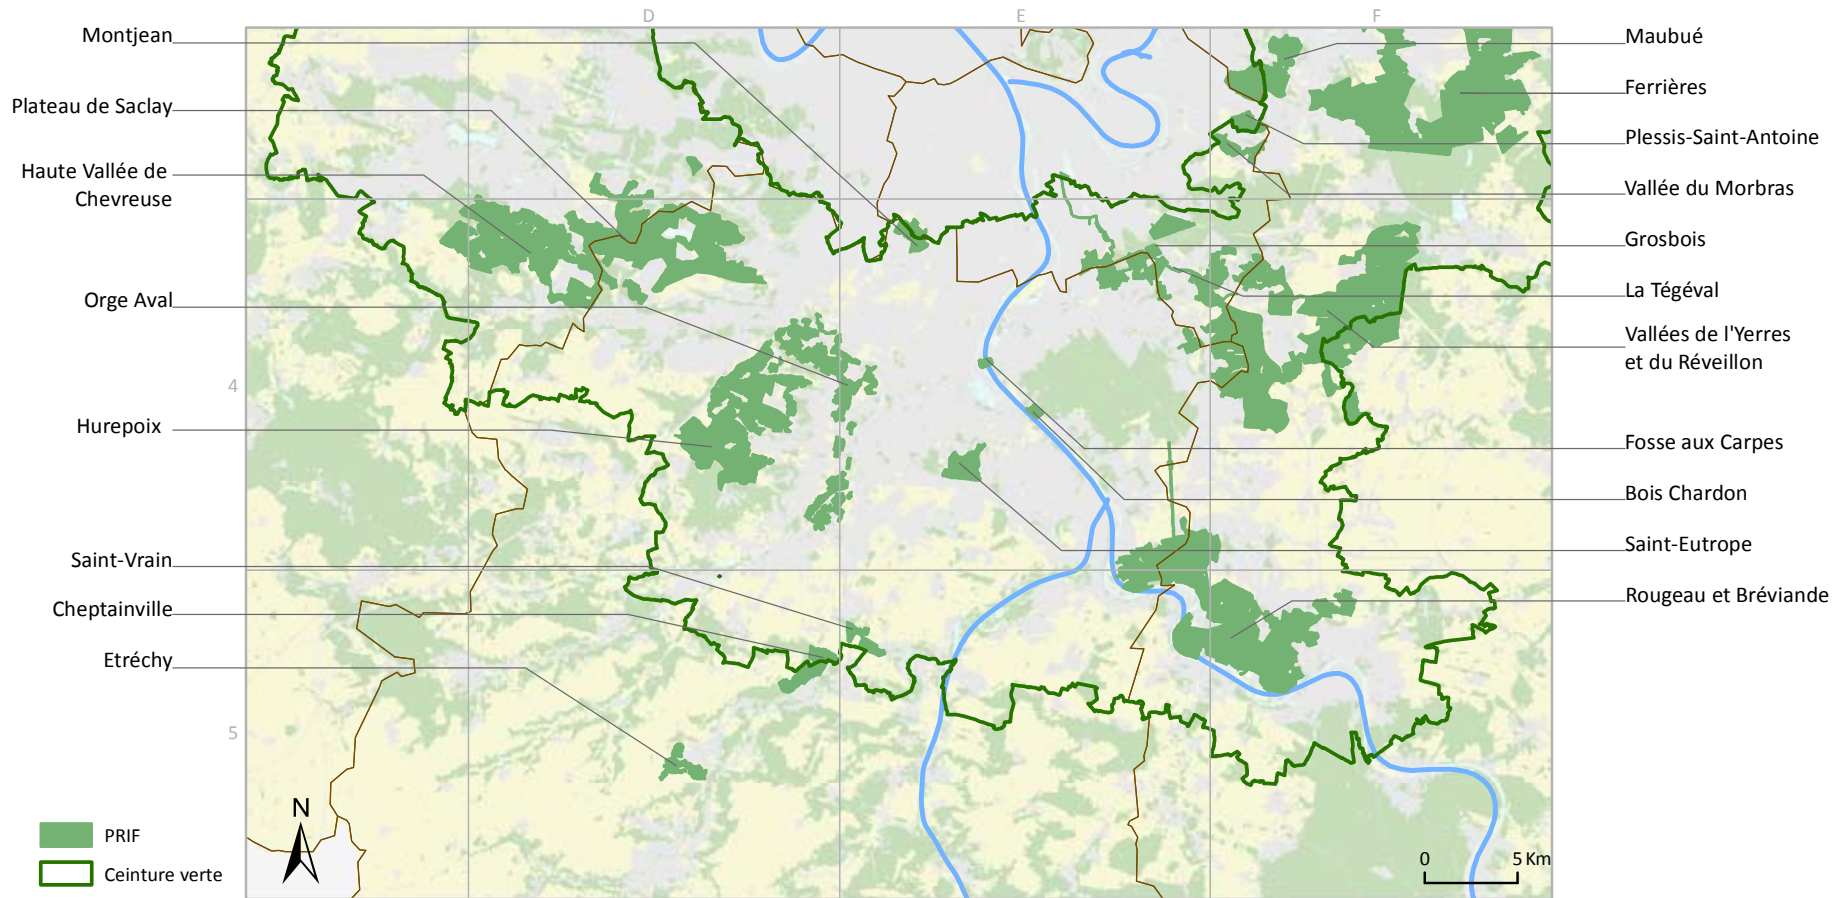 D
E
F
Montjean
Plateau de Saclay
Haute Vallée de
Chevreuse
Orge Aval
4
Hurepoix
Saint-Vrain
Cheptainville
Etréchy
5
Maubué
Ferrières
Plessis-Saint-Antoine
Vallée du Morbras
Grosbois
La Tégéval
Vallées de l'Yerres
et du Réveillon
Fosse aux Carpes
Bois Chardon
Saint-Eutrope
Rougeau et Bréviande
N
PRIF
Ceinture verte
0 5 Km